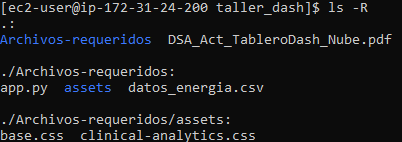 [ec2-user@ip-172-31-24-200 taller_dash]$ ls -R
.:
Archivos-requeridos  DSA_Act_TableroDash_Nube.pdf

./Archivos-requeridos:
app.py  assets  datos_energia.csv

./Archivos-requeridos/assets:
base.css  clinical-analytics.css